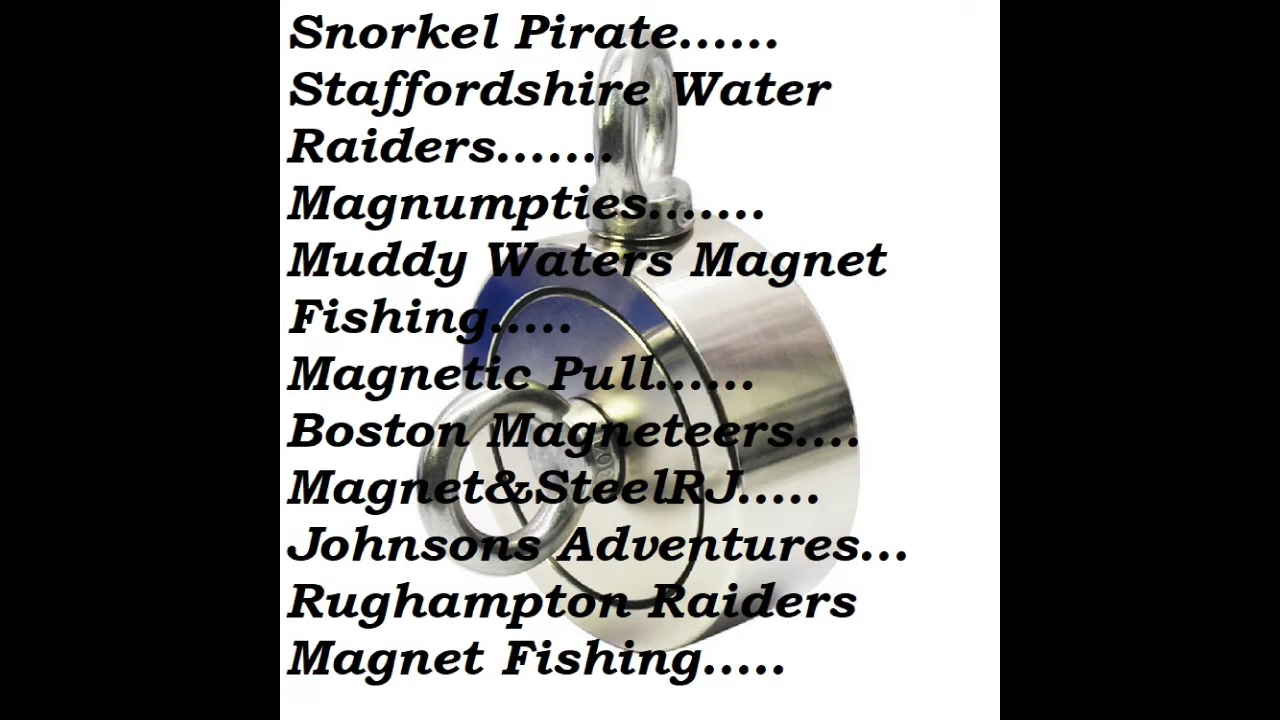 Snorkel Pirate......
Staffordshire Water
Raiders.......
Magnumpties.......
Muddy Waters Magnet
Fishing.....
Magnetic Pull......
Boston Magneteers....
Magnet&SteelRJ.....
Johnsons Adventures...
Rughampton Raiders
Magnet Fishing.....